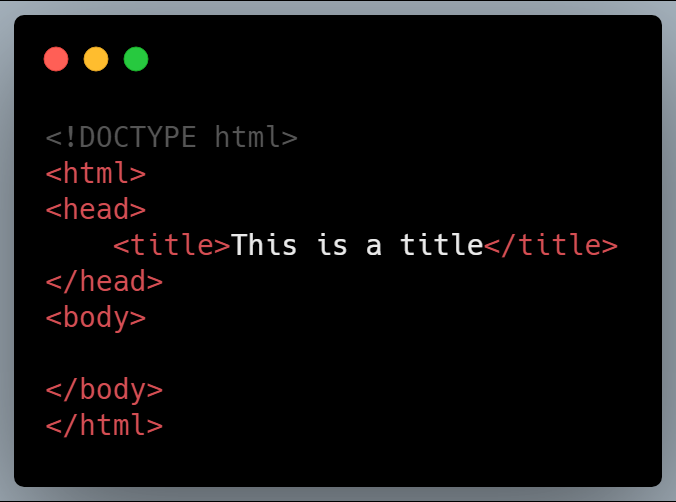 <!DOCTYPE html>
<html>
<head>
    <title>This is a title</title>
</head>
<body>

</body>
</html>